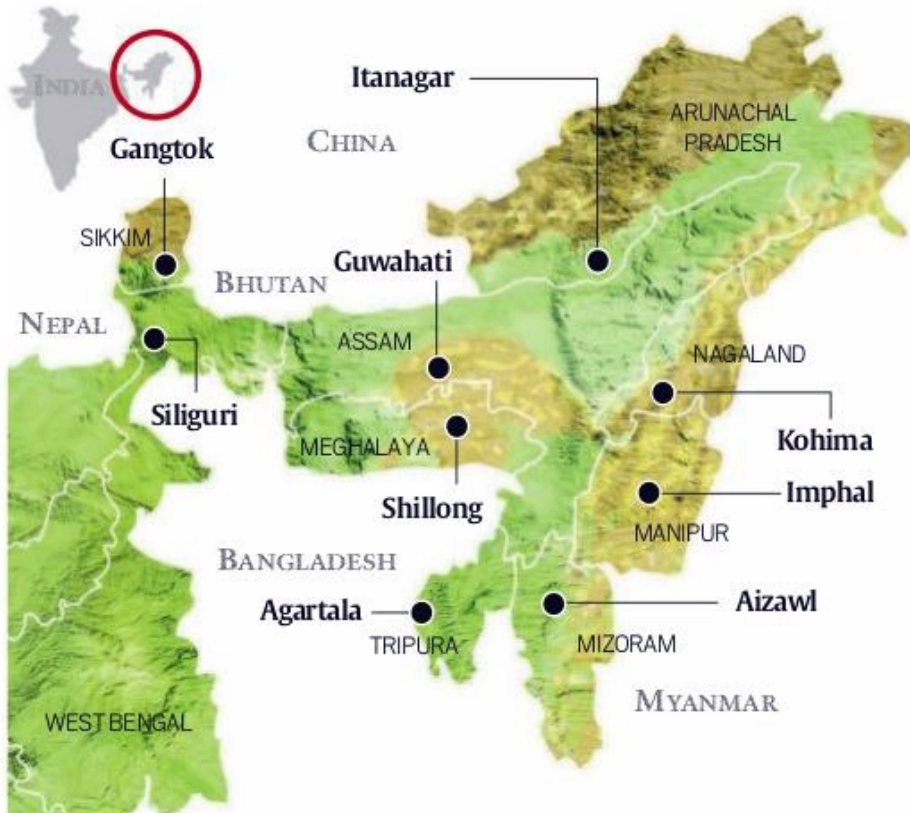 INDIA
Itanagar
ARUNACHAL
PRADESH
CHINA
Gangtok
SIKKIM
BHUTAN
Guwahati
NEPAL
ASSAM
NAGALAND
Siliguri
MEGHALAYA
Kohima
Shillong
Imphal
MANIPUR
BANGLADESH
Agartala
Aizawl
TRIPURA
MIZORAM
MYANMAR
WEST BENGAL